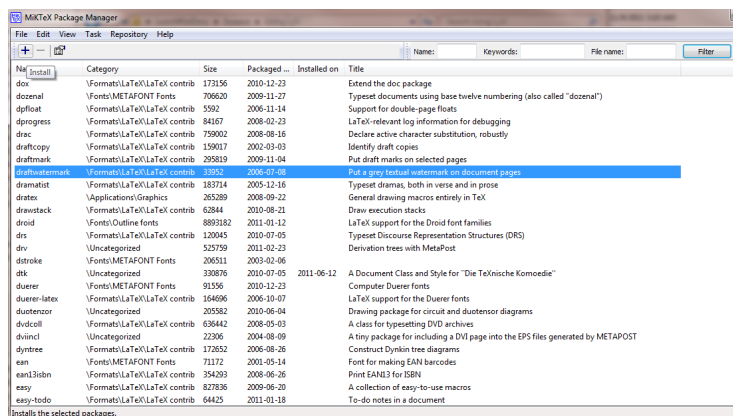 MiKTeX Package Manager
File Edit View Task Repository Help
Name: Keywords: File name: Filter
Install
Category Size Packaged ... Installed on Title
dox \Formats\LaTeX\LaTeX contrib 173156 2010-12-23 Extend the doc package
dozenal \Fonts\METAFONT Fonts 706620 2009-11-27 Typeset documents using base twelve numbering (also called "dozenal")
dpfloat \Formats\LaTeX\LaTeX contrib 5592 2006-11-14 Support for double-page floats
dprogress \Formats\LaTeX\LaTeX contrib 84167 2008-02-23 LaTeX-relevant log information for debugging
drac \Formats\LaTeX\LaTeX contrib 759002 2008-08-16 Declare active character substitution, robustly
draftcopy \Formats\LaTeX\LaTeX contrib 159017 2002-03-03 Identify draft copies
draftmark \Formats\LaTeX\LaTeX contrib 295819 2009-11-04 Put draft marks on selected pages
draftwatermark \Formats\LaTeX\LaTeX contrib 33952 2006-07-08 Put a grey textual watermark on document pages
dramatist \Formats\LaTeX\LaTeX contrib 183714 2005-12-16 Typeset dramas, both in verse and in prose
dratex \Applications\Graphics 265289 2008-09-22 General drawing macros entirely in TeX
drawstack \Formats\LaTeX\LaTeX contrib 62844 2010-08-21 Draw execution stacks
droid \Fonts\Outline fonts 8893182 2011-01-12 LaTeX support for the Droid font families
drs \Formats\LaTeX\LaTeX contrib 120045 2010-07-05 Typeset Discourse Representation Structures (DRS)
drv \Uncategorized 525759 2011-02-23 Derivation trees with MetaPost
dstroke \Fonts\METAFONT Fonts 206511 2003-02-06
dtk \Uncategorized 330876 2010-07-05 2011-06-12 A Document Class and Style for ``Die TeXnische Komoedie''
duerer \Fonts\METAFONT Fonts 91556 2010-12-23 Computer Duerer fonts
duerer-latex \Formats\LaTeX\LaTeX contrib 164696 2006-10-07 LaTeX support for the Duerer fonts
duotenzor \Uncategorized 205582 2010-06-04 Drawing package for circuit and duotensor diagrams
dvdcoll \Formats\LaTeX\LaTeX contrib 636442 2008-05-03 A class for typesetting DVD archives
dviincl \Uncategorized 22306 2004-08-09 A tiny package for including a DVI page into the EPS files generated by METAPOST
dyntree \Formats\LaTeX\LaTeX contrib 172652 2006-08-26 Construct Dynkin tree diagrams
ean \Fonts\METAFONT Fonts 71172 2001-05-14 Font for making EAN barcodes
ean13isbn \Formats\LaTeX\LaTeX contrib 354293 2008-06-26 Print EAN13 for ISBN
easy \Formats\LaTeX\LaTeX contrib 827836 2009-06-20 A collection of easy-to-use macros
easy-todo \Formats\LaTeX\LaTeX contrib 64425 2011-01-18 To-do notes in a document
Installs the selected packages.